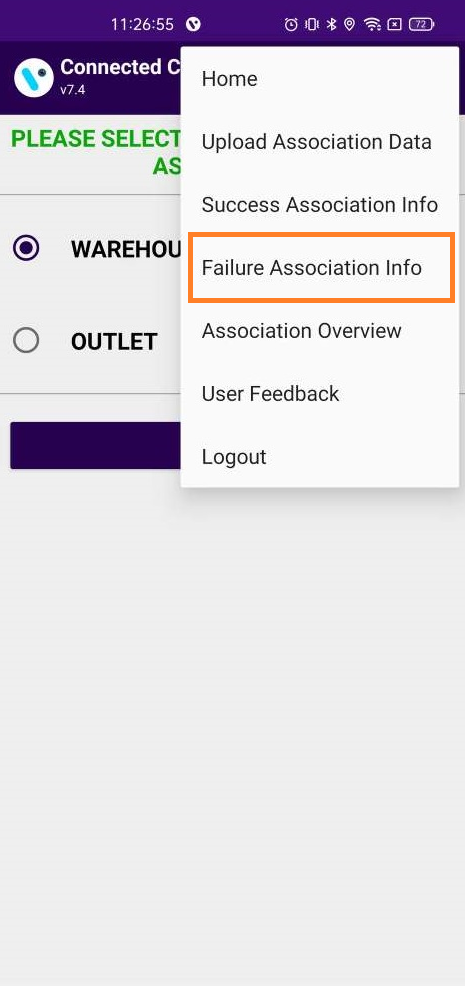 11:26:55
72
Connected C
v7.4
PLEASE SELECT
AS
WAREHOU
OUTLET
Home
Upload Association Data
Success Association Info
Failure Association Info
Association Overview
User Feedback
Logout